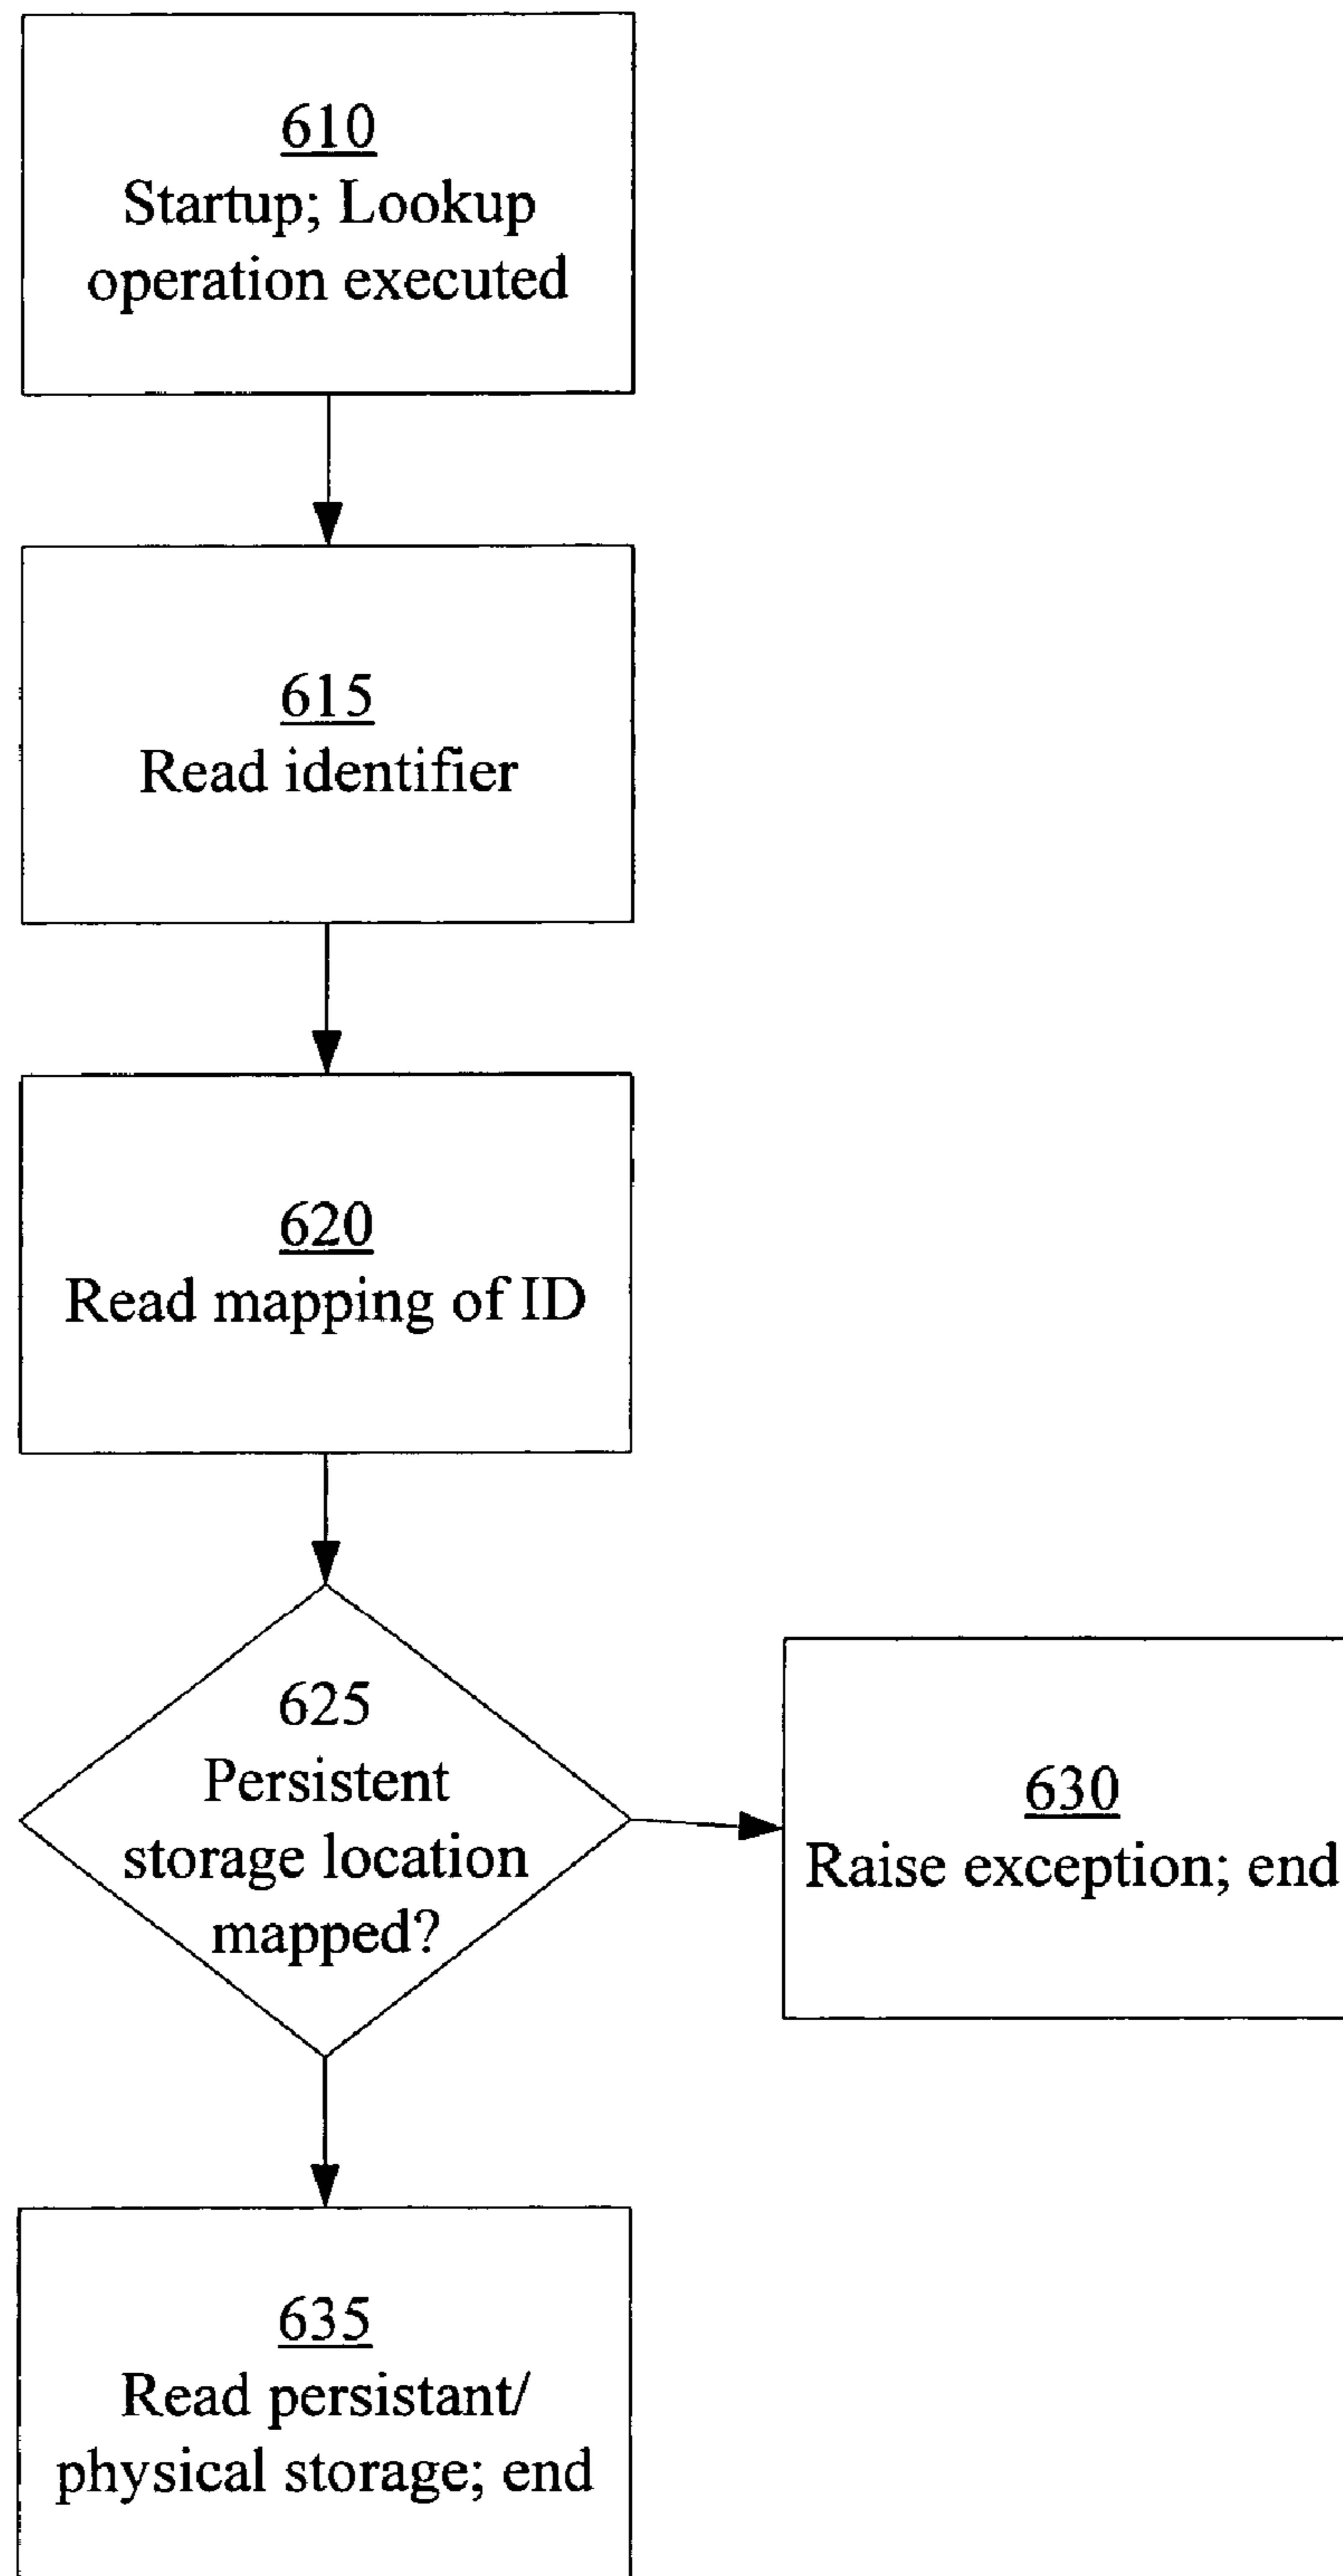 610
Startup; Lookup
operation executed
615
Read identifier
620
Read mapping of ID
625
Persistent
storage location
mapped?
630
Raise exception; end
635
Read persistant/
physical storage; end